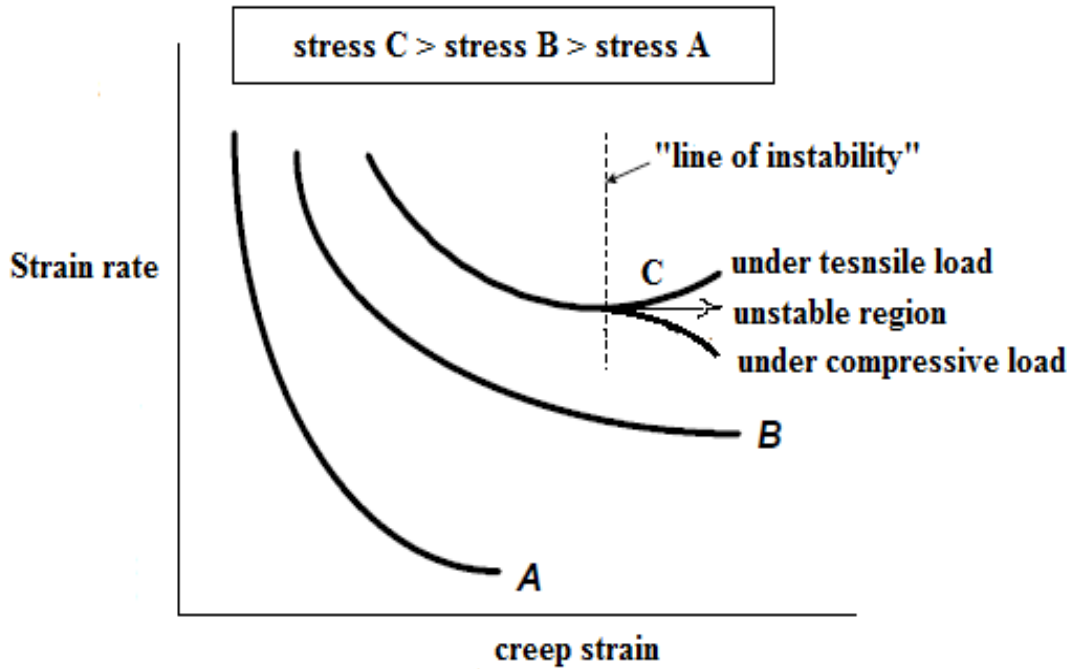 stress C > stress B > stress A
"line of instability"
Strain rate
C
under tesnsile load
unstable region
under compressive load
B
A
creep strain